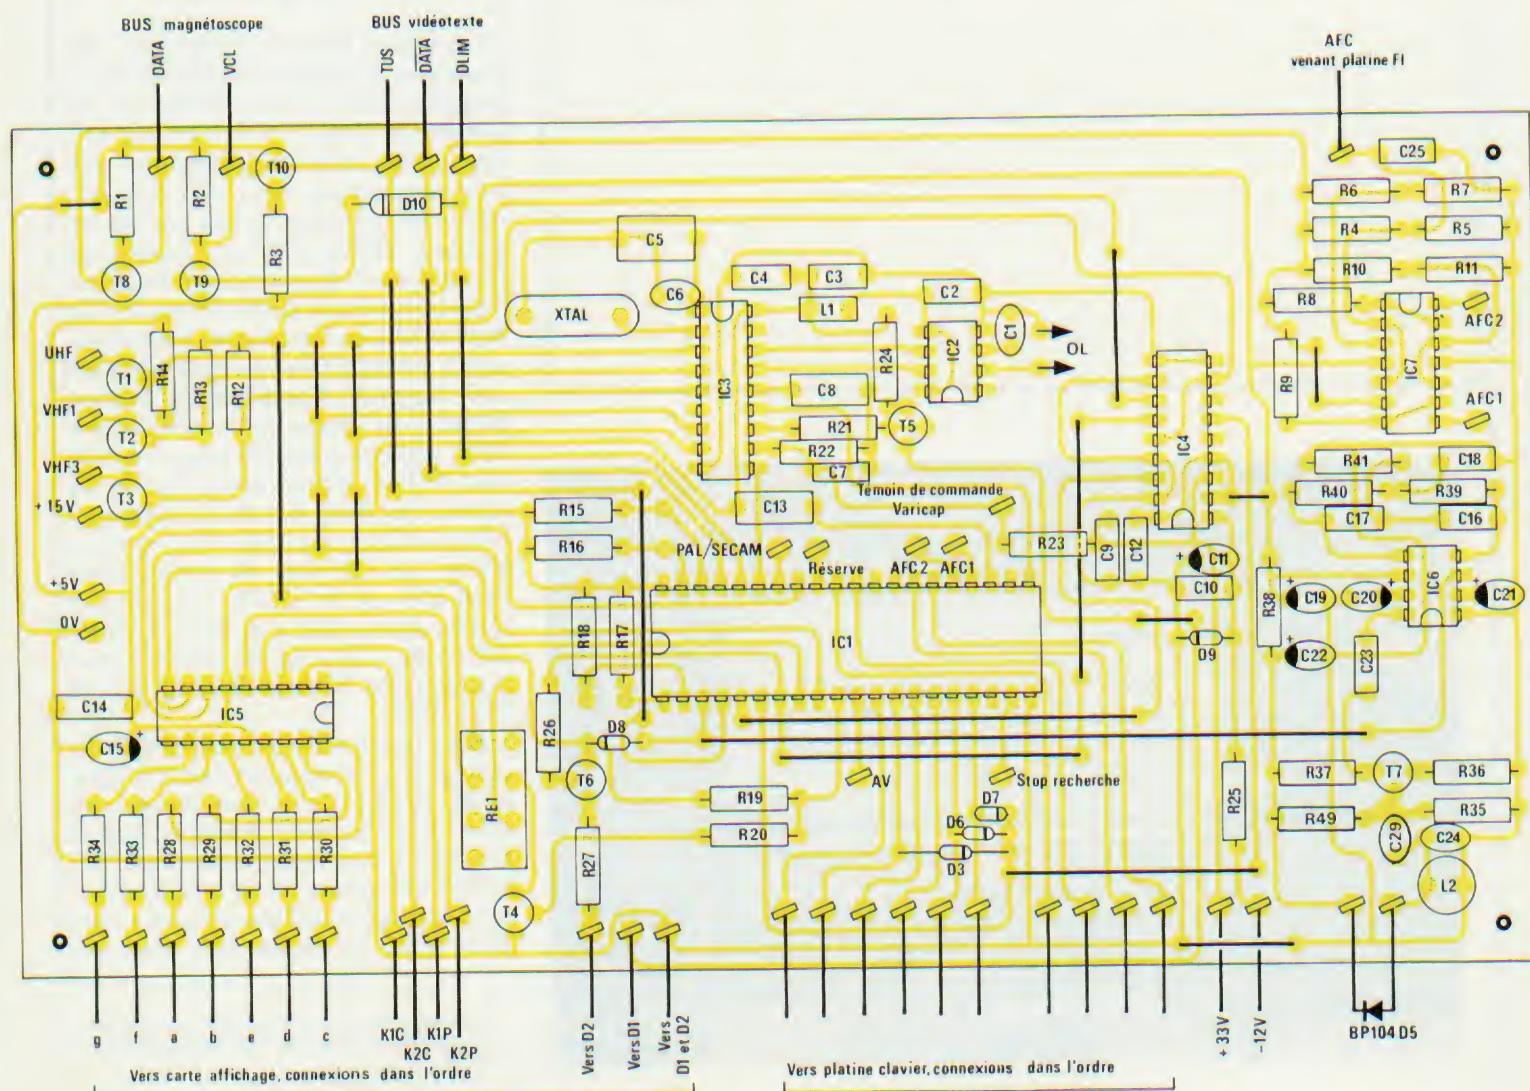 BUS magnétoscope
BUS vidéotexte
DATA
VCL
TUS
DATA
DLIM
AFC
venant platine FI
R1
R2
T10
D10
R3
T8
T9
C5
C4
C3
C6
C2
XTAL
L1
C1
OL
IC2
IC3
R24
C8
R21
T5
R22
C7
C13
IC4
C25
R6
R7
R4
R5
R10
R11
R8
AFC2
R9
IC7
AFC1
UHF
T1
R14
R13
R12
VHF1
T2
VHF3
T3
+15V
+5V
0V
R15
R16
Témoin de commande
Varicap
PAL/SECAM
Réserve
AFC2
AFC1
R23
C9
C12
C11
+
C10
R41
C18
R40
R39
C17
C16
R38
+
C19
C20
+
IC6
+
C21
+
C22
C23
D9
R18
R17
IC1
C14
IC5
C15
+
R26
D8
RE1
T6
R19
R20
AV
Stop recherche
D7
D6
D3
R25
R37
T7
R36
R49
R35
C29
C24
L2
R34
R33
R28
R29
R32
R31
R30
R27
T4
g
f
a
b
e
d
c
K1C
K2C
K1P
K2P
Vers D2
Vers D1
Vers
D1 et D2
+33V
-12V
BP104 D5
Vers carte affichage, connexions dans l'ordre
Vers platine clavier, connexions dans l'ordre